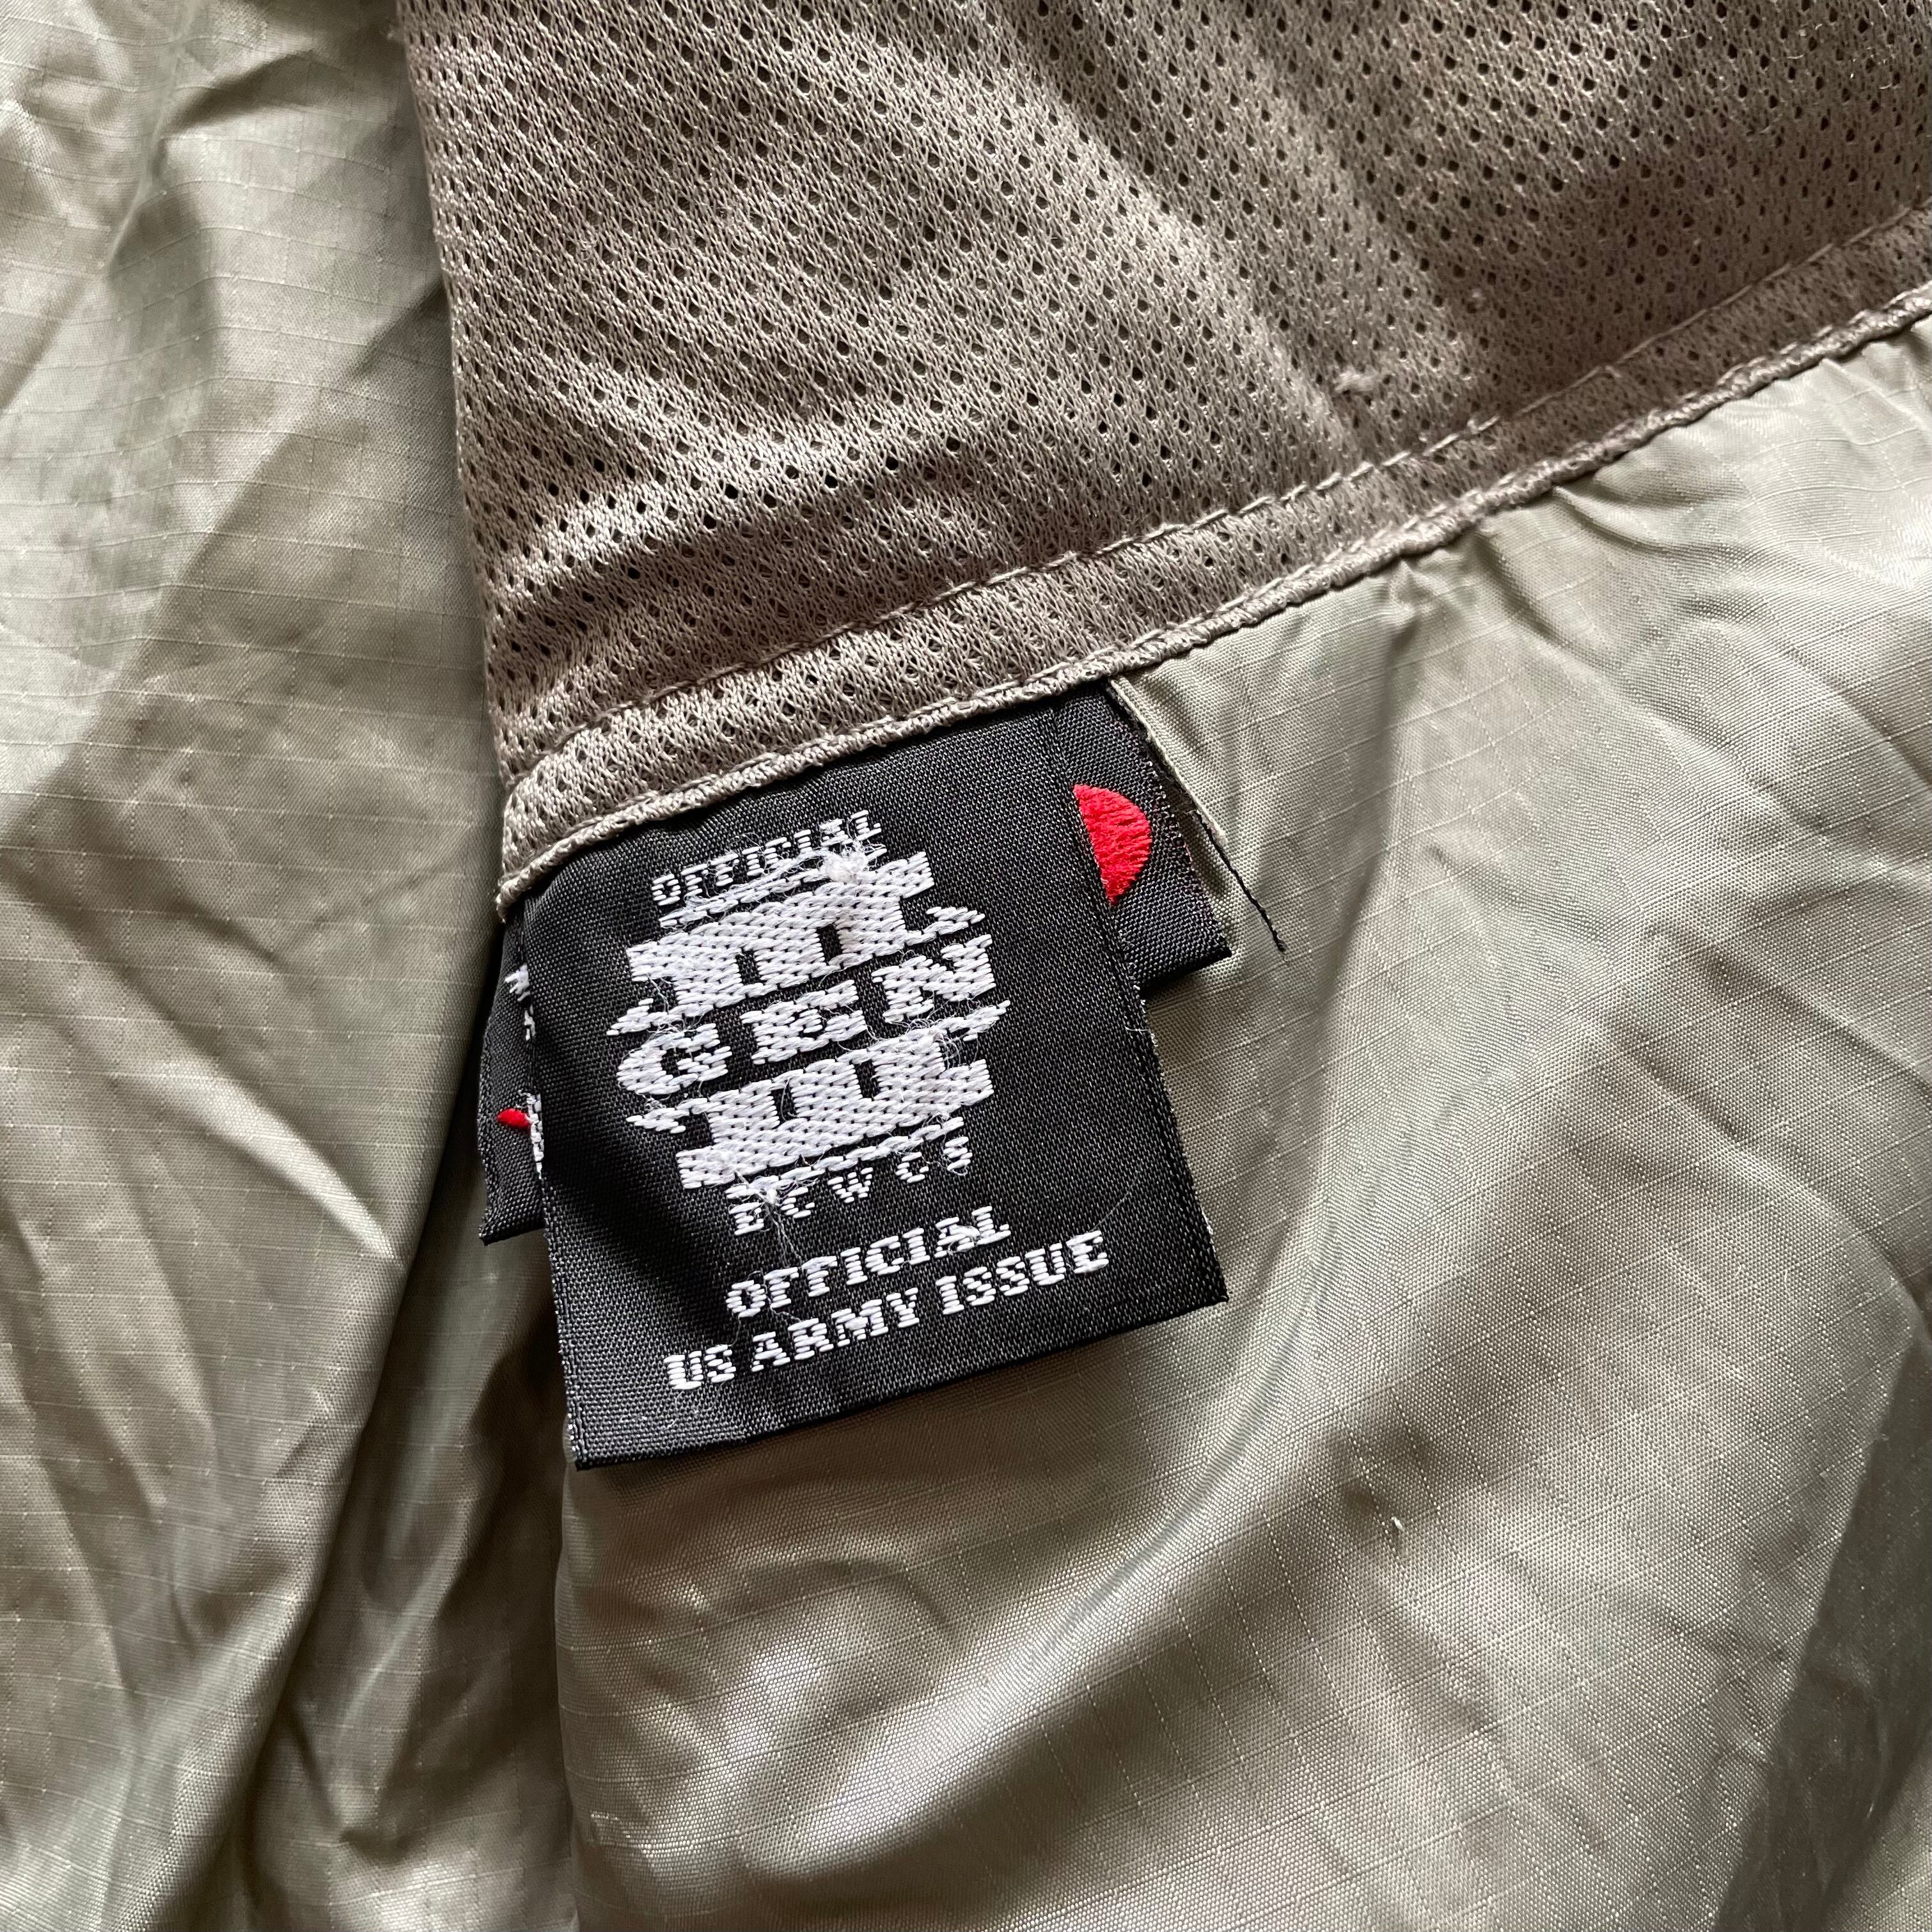 OFFICIAL
III
GEN
III
ECWCS
OFFICIAL
US ARMY ISSUE